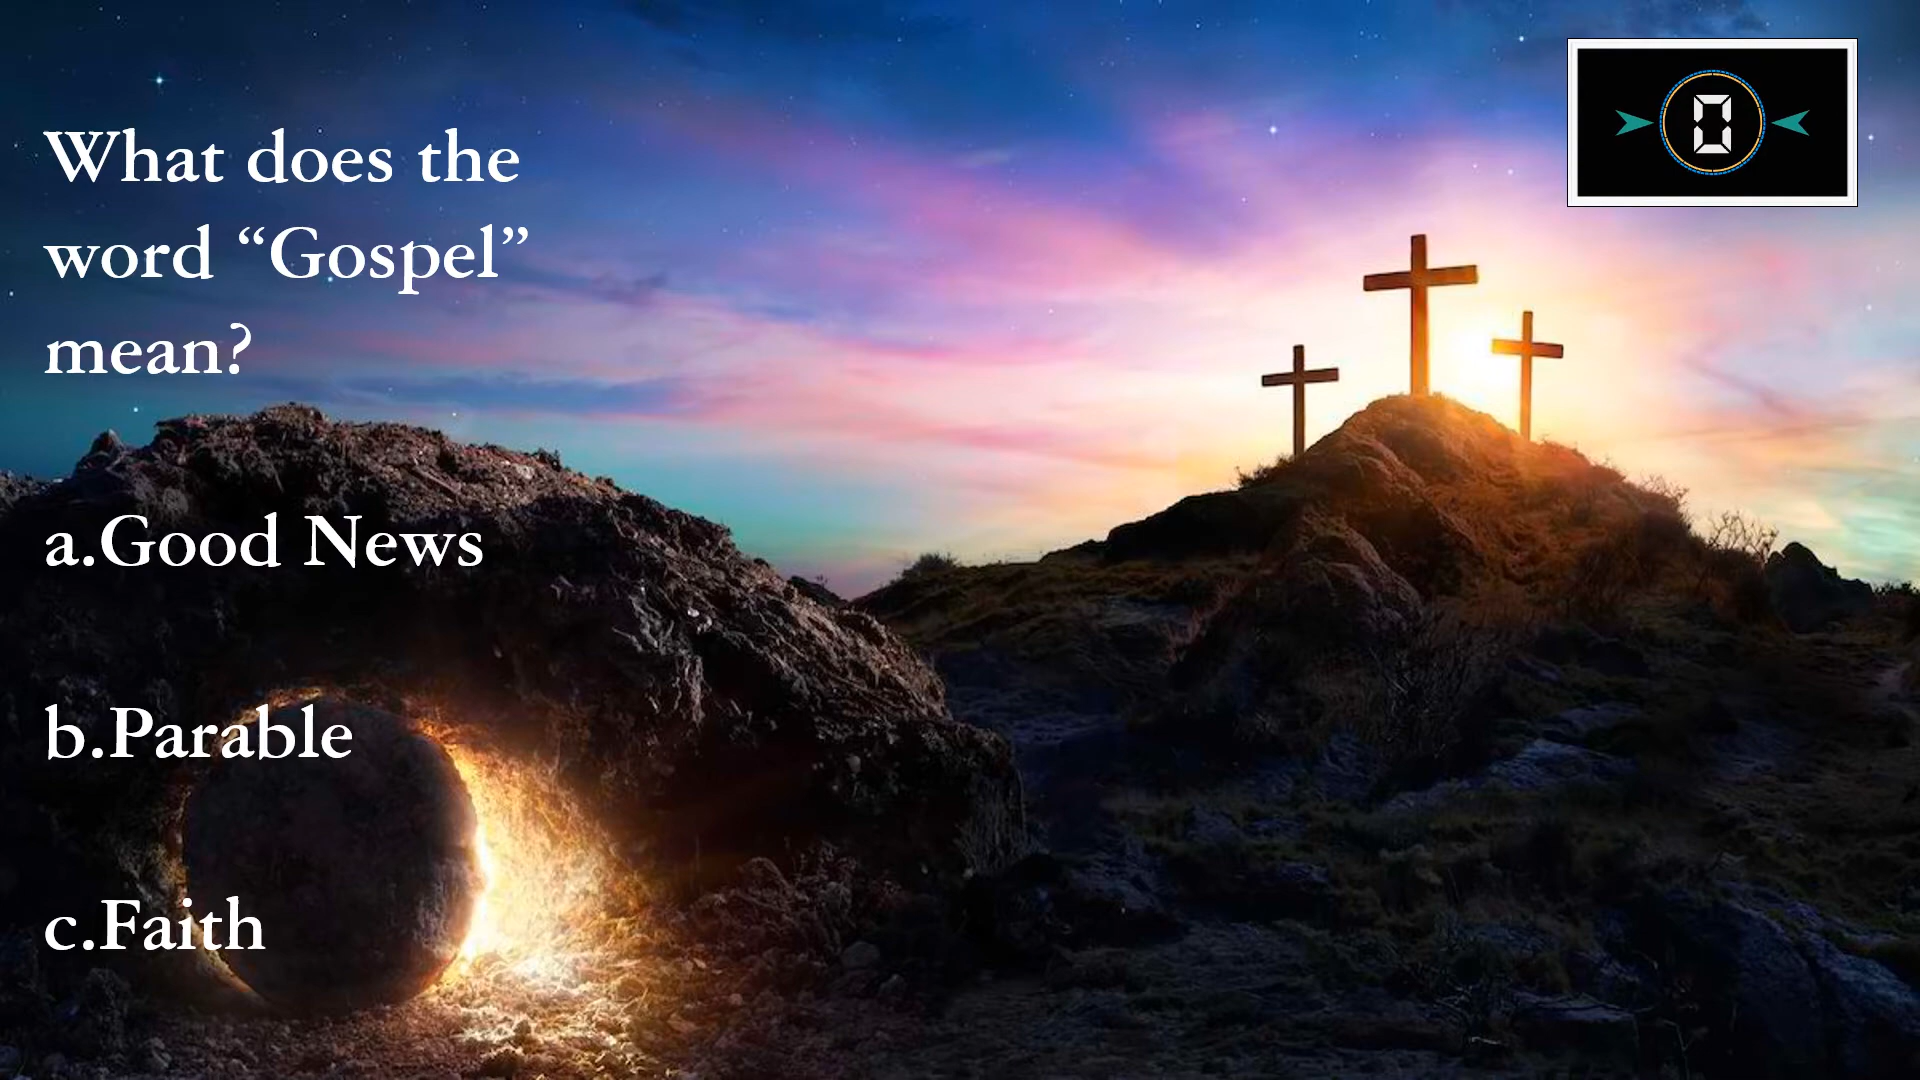 What does the
word “Gospel”
mean?
a.Good News
b.Parable
c.Faith
0